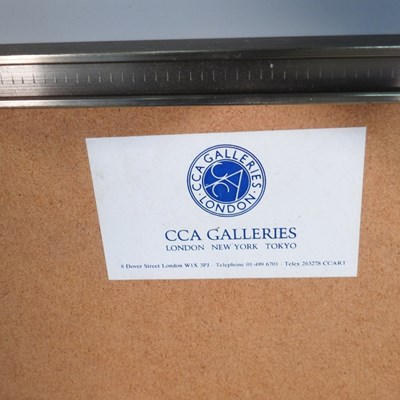 CCA GALLERIES
· LONDON ·
CCA GALLERIES
LONDON NEW YORK TOKYO
8 Dover Street London W1X 3PJ · Telephone 01-499 6701 · Telex 263278 CCART